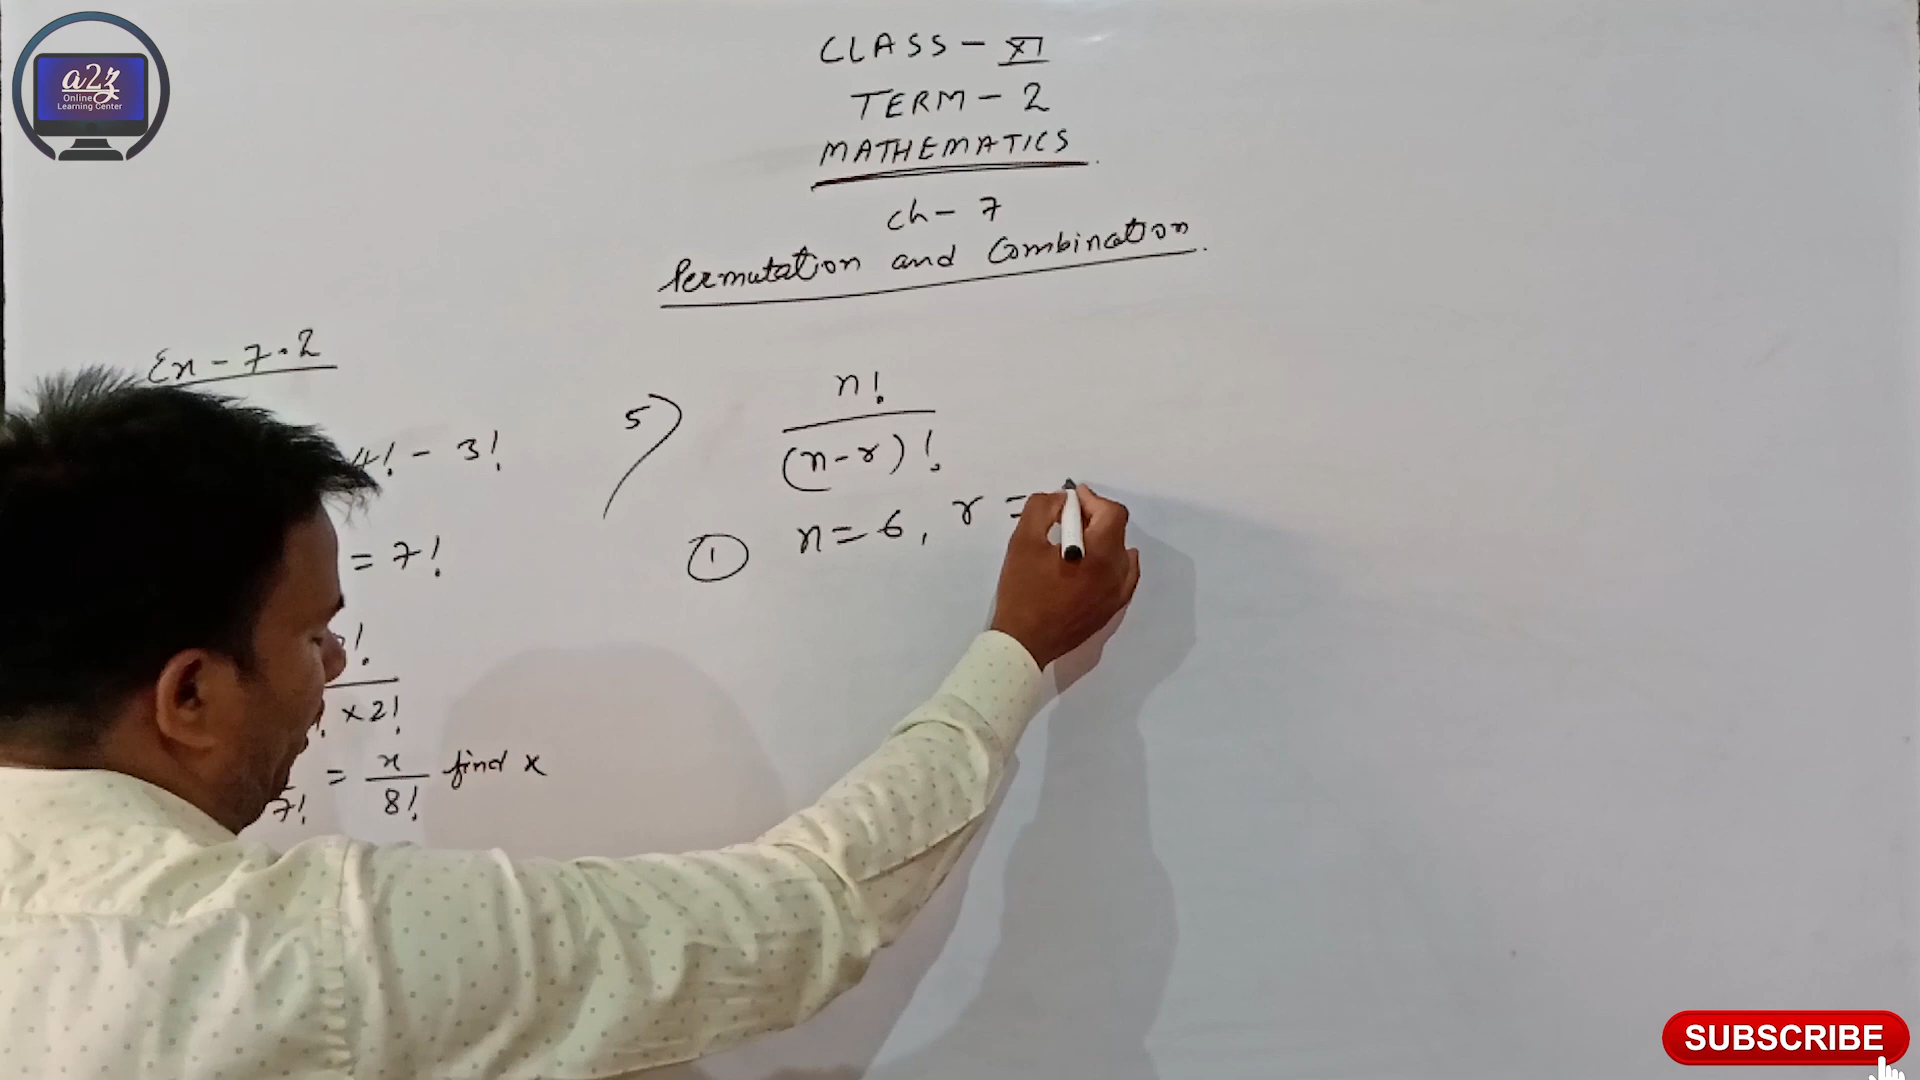 a2z
Online
Learning Center
CLASS - XI
TERM - 2
MATHEMATICS
Ch - 7
Permutation and Combination.
Ex - 7.2
4! - 3!
= 7!
!
×2!
7! = x/8! find x
5)
n!
(n-r)!
① n=6, r =
SUBSCRIBE